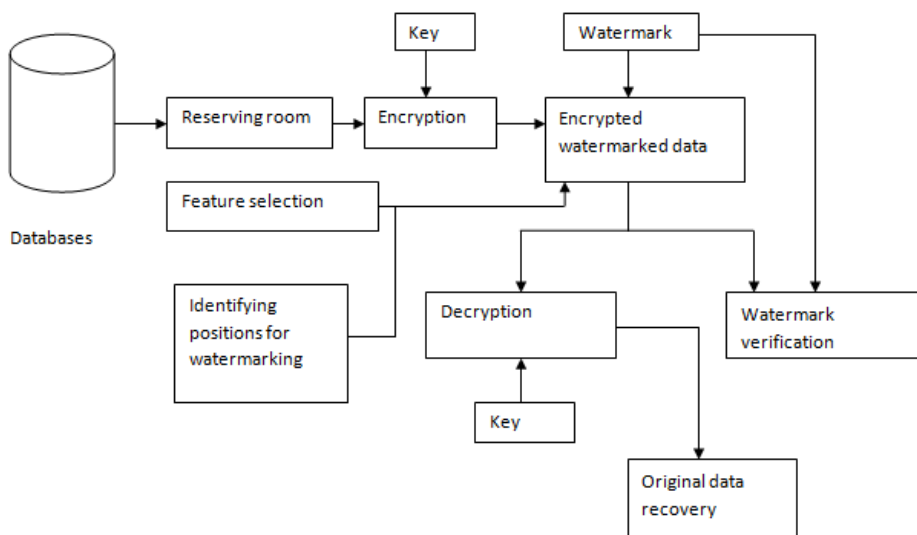 Key
Watermark
Reserving room
Encryption
Encrypted
watermarked data
Feature selection
Databases
Identifying
positions for
watermarking
Decryption
Watermark
verification
Key
Original data
recovery